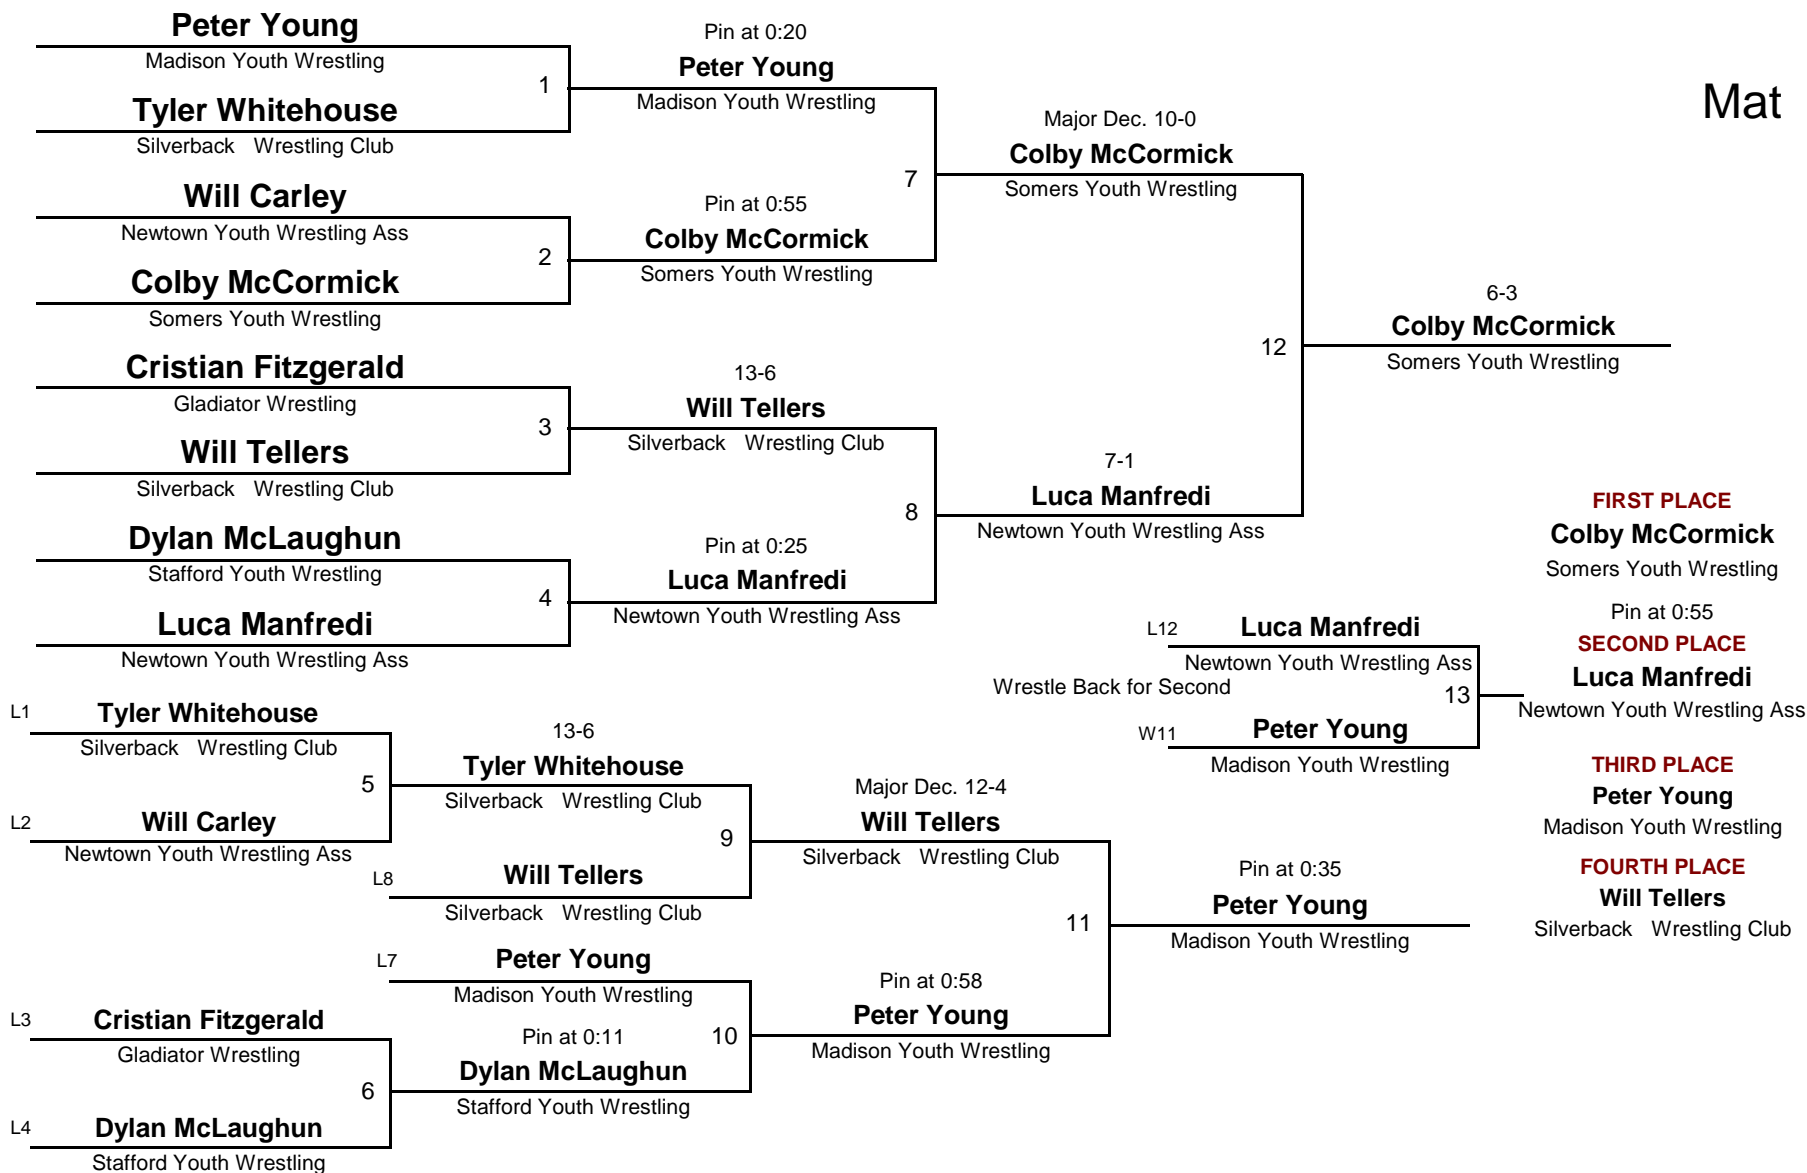 Peter Young
Madison Youth Wrestling
1
Tyler Whitehouse
Silverback Wrestling Club
Will Carley
Newtown Youth Wrestling Ass
2
Colby McCormick
Somers Youth Wrestling
Cristian Fitzgerald
Gladiator Wrestling
3
Will Tellers
Silverback Wrestling Club
Dylan McLaughun
Stafford Youth Wrestling
4
Luca Manfredi
Newtown Youth Wrestling Ass
Pin at 0:20
Peter Young
Madison Youth Wrestling
7
Pin at 0:55
Colby McCormick
Somers Youth Wrestling
13-6
Will Tellers
Silverback Wrestling Club
8
Pin at 0:25
Luca Manfredi
Newtown Youth Wrestling Ass
Major Dec. 10-0
Colby McCormick
Somers Youth Wrestling
12
7-1
Luca Manfredi
Newtown Youth Wrestling Ass
Mat
6-3
Colby McCormick
Somers Youth Wrestling
L12 Luca Manfredi
Newtown Youth Wrestling Ass
Wrestle Back for Second
13
W11 Peter Young
Madison Youth Wrestling
FIRST PLACE
Colby McCormick
Somers Youth Wrestling
Pin at 0:55
SECOND PLACE
Luca Manfredi
Newtown Youth Wrestling Ass
THIRD PLACE
Peter Young
Madison Youth Wrestling
FOURTH PLACE
Will Tellers
Silverback Wrestling Club
L1 Tyler Whitehouse
Silverback Wrestling Club
5
L2 Will Carley
Newtown Youth Wrestling Ass
L3 Cristian Fitzgerald
Gladiator Wrestling
6
L4 Dylan McLaughun
Stafford Youth Wrestling
13-6
Tyler Whitehouse
Silverback Wrestling Club
9
L8 Will Tellers
Silverback Wrestling Club
L7 Peter Young
Madison Youth Wrestling
10
Pin at 0:11
Dylan McLaughun
Stafford Youth Wrestling
Major Dec. 12-4
Will Tellers
Silverback Wrestling Club
11
Pin at 0:58
Peter Young
Madison Youth Wrestling
Pin at 0:35
Peter Young
Madison Youth Wrestling